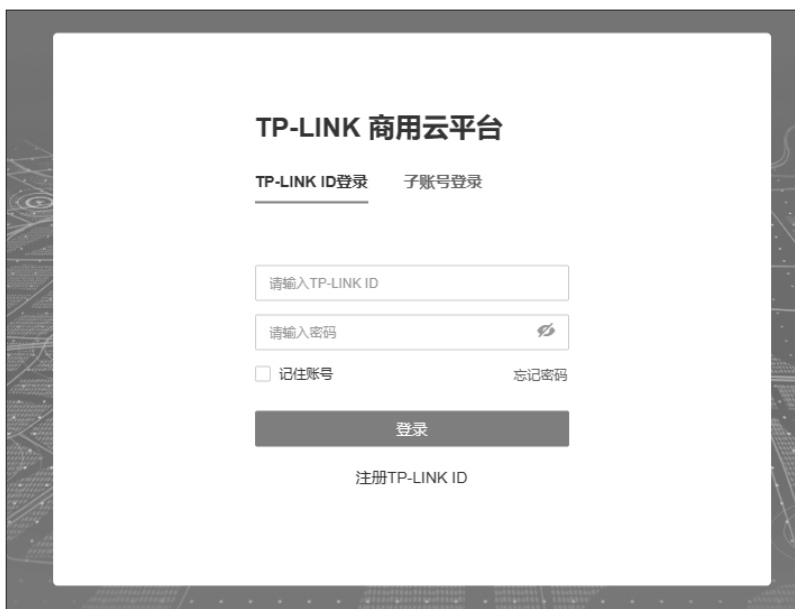 TP-LINK 商用云平台
TP-LINK ID登录 子账号登录
请输入TP-LINK ID
请输入密码
记住账号 忘记密码
登录
注册TP-LINK ID